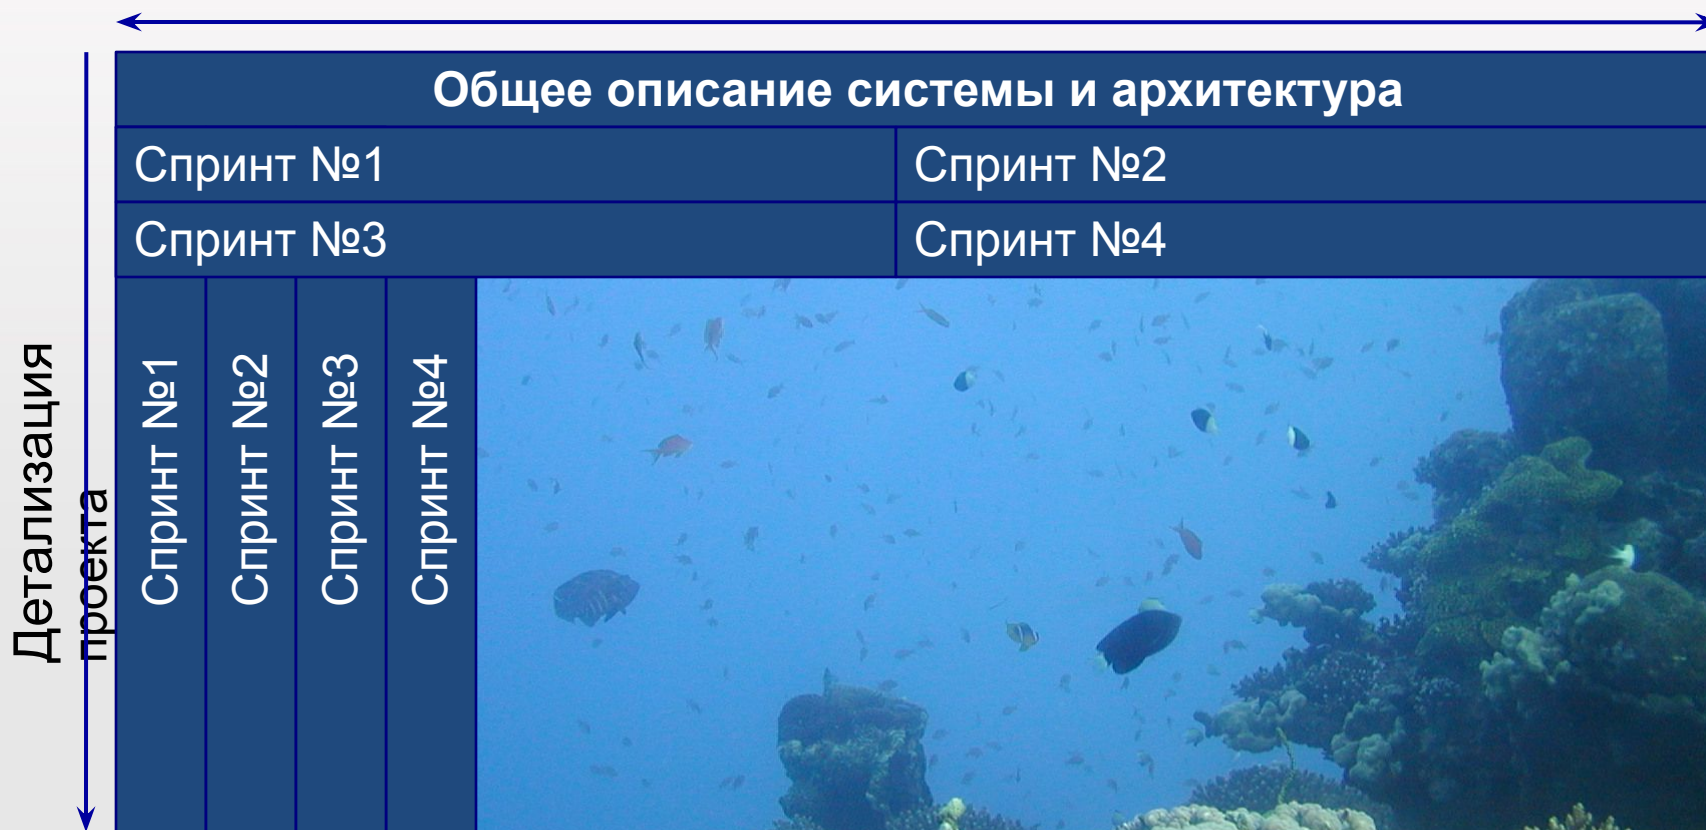 Общее описание системы и архитектура
Спринт №1
Спринт №2
Спринт №3
Спринт №4
Детализация
проекта
Спринт №1
Спринт №2
Спринт №3
Спринт №4